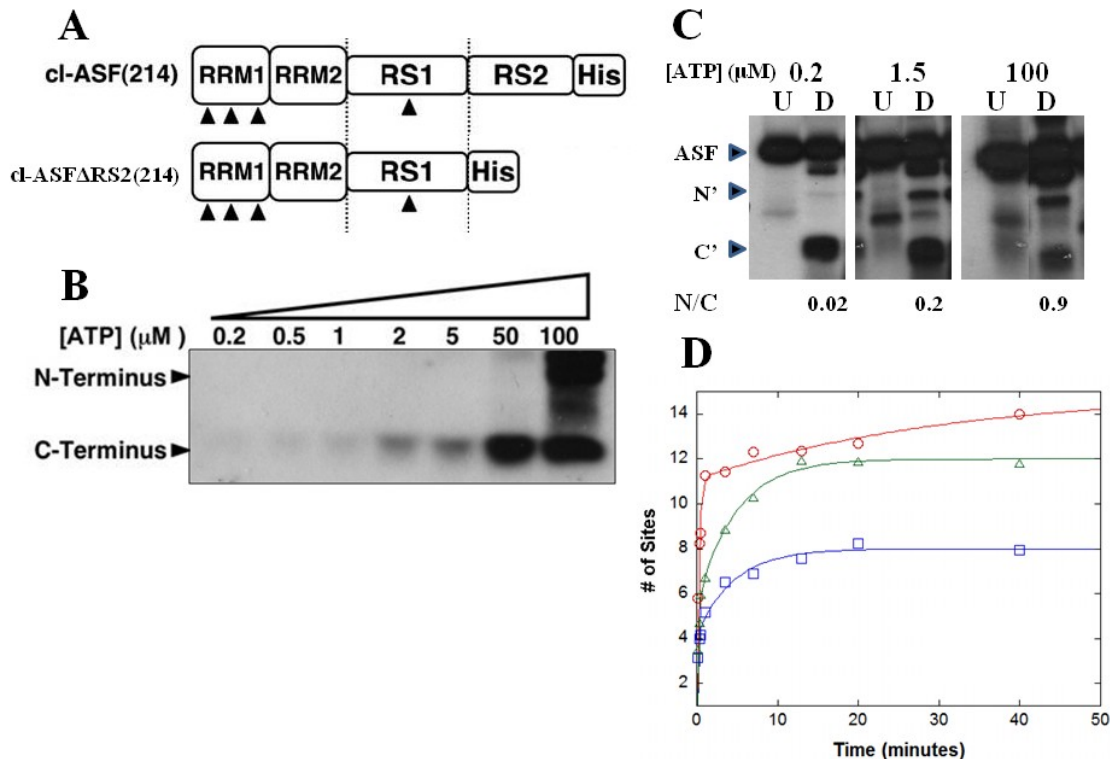 A
cl-ASF(214)
RRM1 RRM2 RS1 RS2 His
cl-ASFΔRS2(214)
RRM1 RRM2 RS1 His
B
[ATP] (μM )
0.2 0.5 1 2 5 50 100
N-Terminus
C-Terminus
C
[ATP] (μM) 0.2 1.5 100
U D U D U D
ASF
N'
C'
N/C 0.02 0.2 0.9
D
# of Sites
14
12
10
8
6
4
2
0 10 20 30 40 50
Time (minutes)